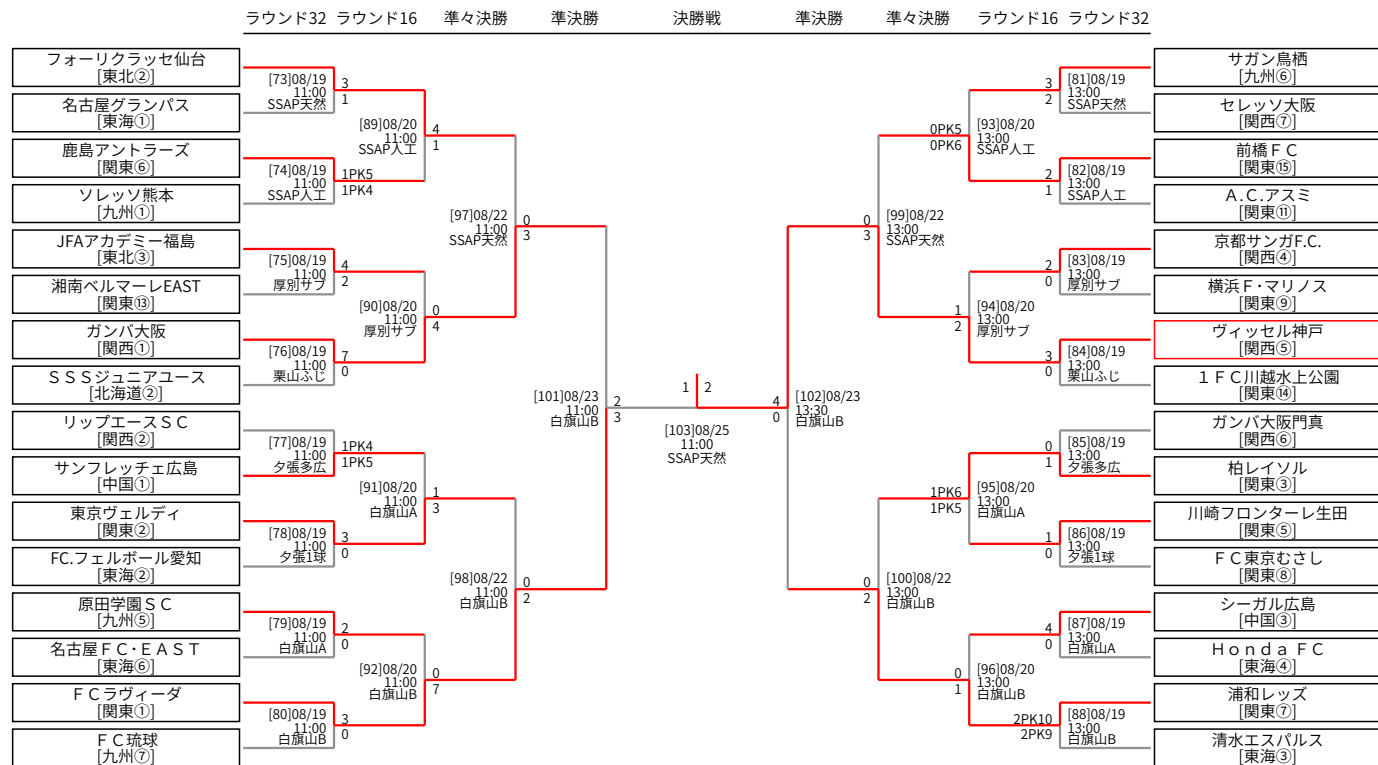 ラウンド32 ラウンド16 準々決勝 準決勝 決勝戦 準決勝 準々決勝 ラウンド16 ラウンド32
フォーリクラッセ仙台
[東北②]
名古屋グランパス
[東海①]
鹿島アントラーズ
[関東⑥]
ソレッソ熊本
[九州①]
JFAアカデミー福島
[東北③]
湘南ベルマーレEAST
[関東⑬]
ガンバ大阪
[関西①]
ＳＳＳジュニアユース
[北海道②]
リップエースＳＣ
[関西②]
サンフレッチェ広島
[中国①]
東京ヴェルディ
[関東②]
FC.フェルボール愛知
[東海②]
原田学園ＳＣ
[九州⑤]
名古屋ＦＣ・ＥＡＳＴ
[東海⑥]
ＦＣラヴィーダ
[関東①]
ＦＣ琉球
[九州⑦]
[73]08/19
11:00
SSAP天然
3
1
[74]08/19
11:00
SSAP人工
1PK5
1PK4
[75]08/19
11:00
厚別サブ
4
2
[76]08/19
11:00
栗山ふじ
7
0
[77]08/19
11:00
夕張多広
1PK4
1PK5
[78]08/19
11:00
夕張1球
3
0
[79]08/19
11:00
白旗山A
2
0
[80]08/19
11:00
白旗山B
3
0
[89]08/20
11:00
SSAP人工
4
1
[90]08/20
11:00
厚別サブ
0
4
[91]08/20
11:00
白旗山A
1
3
[92]08/20
11:00
白旗山B
0
7
[97]08/22
11:00
SSAP天然
0
3
[98]08/22
11:00
白旗山B
0
2
[101]08/23
11:00
白旗山B
2
3
1 2
[103]08/25
11:00
SSAP天然
4
0
[102]08/23
13:30
白旗山B
0
3
[99]08/22
13:00
SSAP天然
0
2
[100]08/22
13:00
白旗山B
0PK5
0PK6
[93]08/20
13:00
SSAP人工
1
2
[94]08/20
13:00
厚別サブ
1PK6
1PK5
[95]08/20
13:00
白旗山A
0
1
[96]08/20
13:00
白旗山B
3
2
[81]08/19
13:00
SSAP天然
2
1
[82]08/19
13:00
SSAP人工
2
0
[83]08/19
13:00
厚別サブ
3
0
[84]08/19
13:00
栗山ふじ
0
1
[85]08/19
13:00
夕張多広
1
0
[86]08/19
13:00
夕張1球
4
0
[87]08/19
13:00
白旗山A
2PK10
2PK9
[88]08/19
13:00
白旗山B
サガン鳥栖
[九州⑥]
セレッソ大阪
[関西⑦]
前橋ＦＣ
[関東⑮]
Ａ.Ｃ.アスミ
[関東⑪]
京都サンガF.C.
[関西④]
横浜Ｆ・マリノス
[関東⑨]
ヴィッセル神戸
[関西⑤]
１ＦＣ川越水上公園
[関東⑭]
ガンバ大阪門真
[関西⑥]
柏レイソル
[関東③]
川崎フロンターレ生田
[関東⑤]
ＦＣ東京むさし
[関東⑧]
シーガル広島
[中国③]
Ｈｏｎｄａ ＦＣ
[東海④]
浦和レッズ
[関東⑦]
清水エスパルス
[東海③]